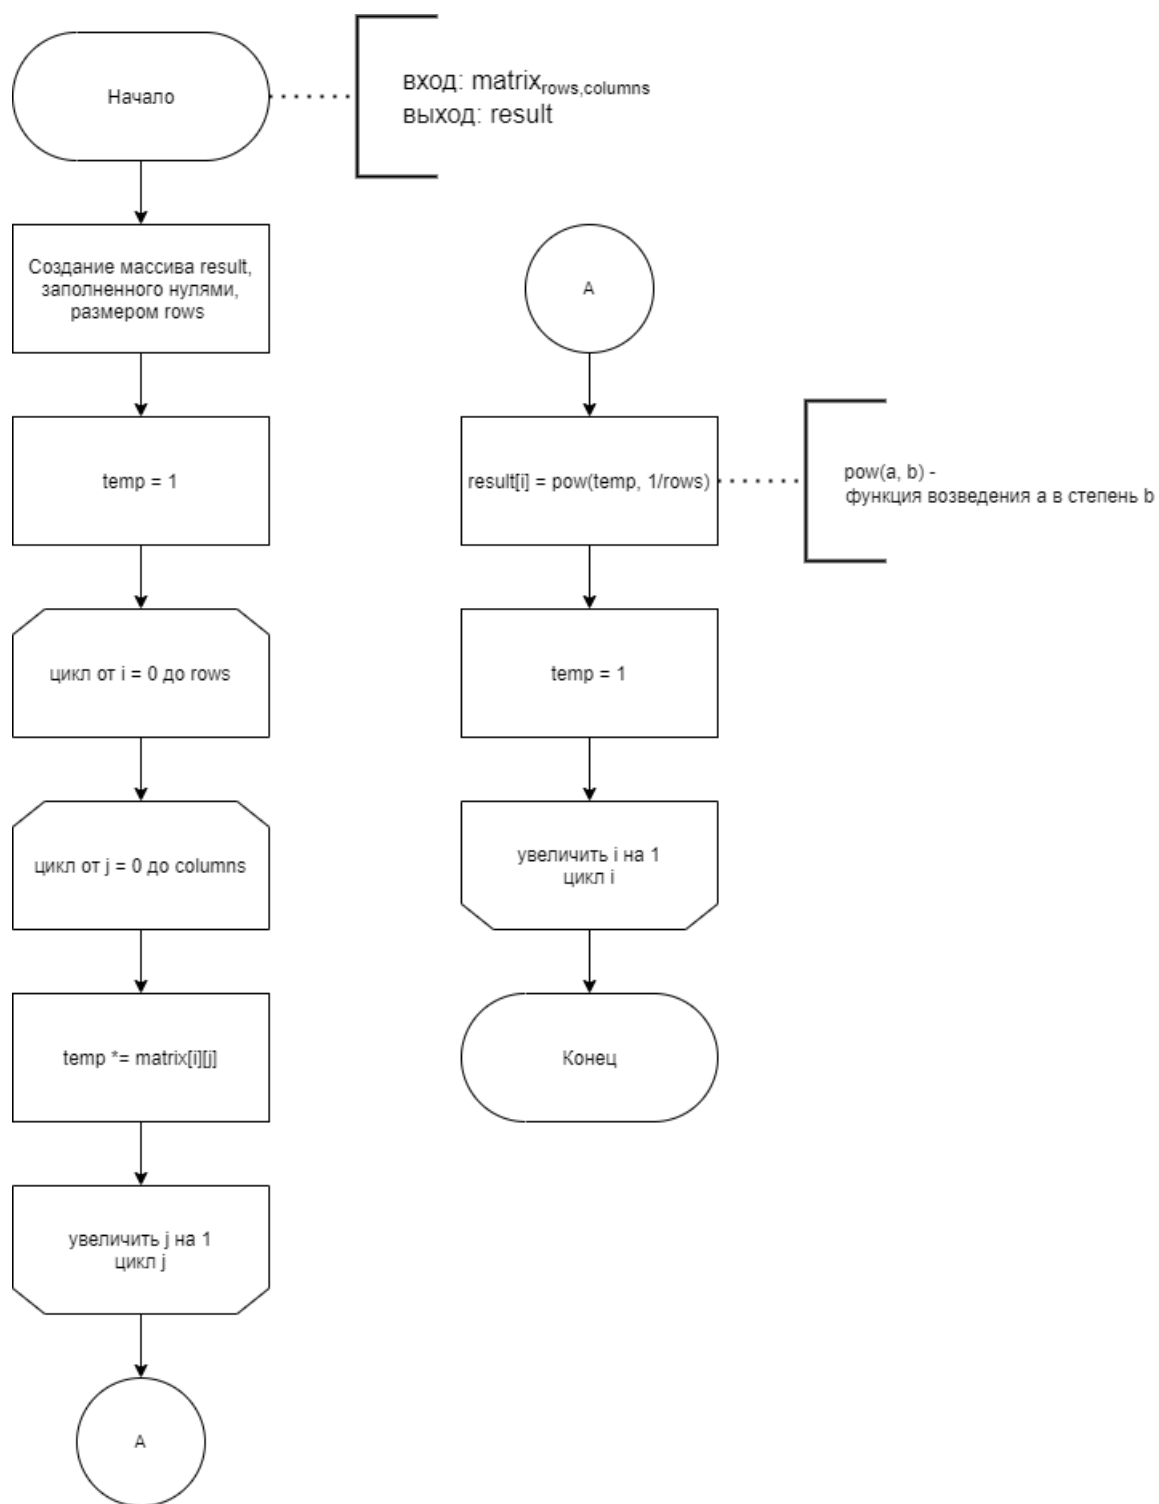 Начало
вход: matrixrows,columns
выход: result
Создание массива result,
заполненного нулями,
размером rows
temp = 1
цикл от i = 0 до rows
цикл от j = 0 до columns
temp *= matrix[i][j]
увеличить j на 1
цикл j
A
A
result[i] = pow(temp, 1/rows)
pow(a, b) -
функция возведения a в степень b
temp = 1
увеличить i на 1
цикл i
Конец